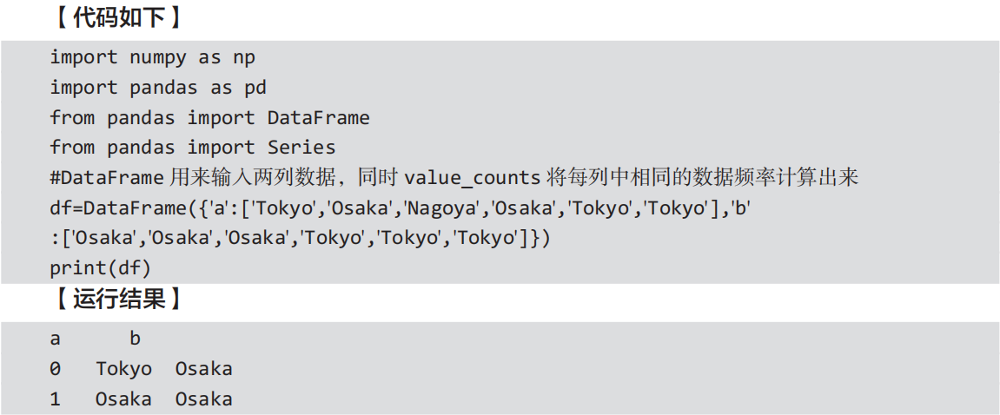 【代码如下】
import numpy as np
import pandas as pd
from pandas import DataFrame
from pandas import Series
#DataFrame 用来输入两列数据，同时 value_counts 将每列中相同的数据频率计算出来
df=DataFrame({'a':['Tokyo','Osaka','Nagoya','Osaka','Tokyo','Tokyo'],'b'
:['Osaka','Osaka','Osaka','Tokyo','Tokyo','Tokyo']})
print(df)
【运行结果】
a      b
0   Tokyo  Osaka
1   Osaka  Osaka